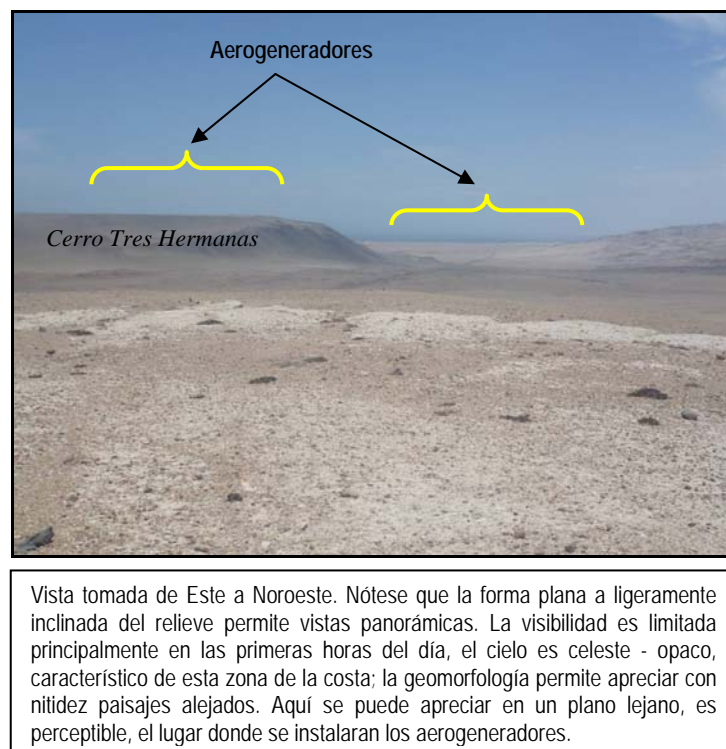 Aerogeneradores
Cerro Tres Hermanas
Vista tomada de Este a Noroeste. Nótese que la forma plana a ligeramente
inclinada del relieve permite vistas panorámicas. La visibilidad es limitada
principalmente en las primeras horas del día, el cielo es celeste - opaco,
característico de esta zona de la costa; la geomorfología permite apreciar con
nitidez paisajes alejados. Aquí se puede apreciar en un plano lejano, es
perceptible, el lugar donde se instalaran los aerogeneradores.